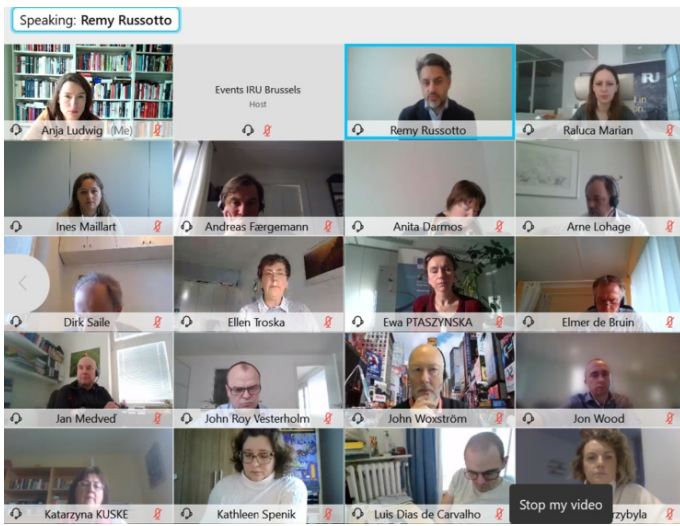 Speaking: Remy Russotto
Anja Ludwig (Me)
Events IRU Brussels
Host
Remy Russotto
Raluca Marian
Ines Maillart
Andreas Færgemann
Anita Darmos
Arne Lohage
Dirk Saile
Ellen Troska
Ewa PTASZYNSKA
Elmer de Bruin
Jan Medved
John Roy Vesterholm
John Woxström
Jon Wood
Katarzyna KUSKE
Kathleen Spenik
Luis Dias de Carvalho
Stop my video